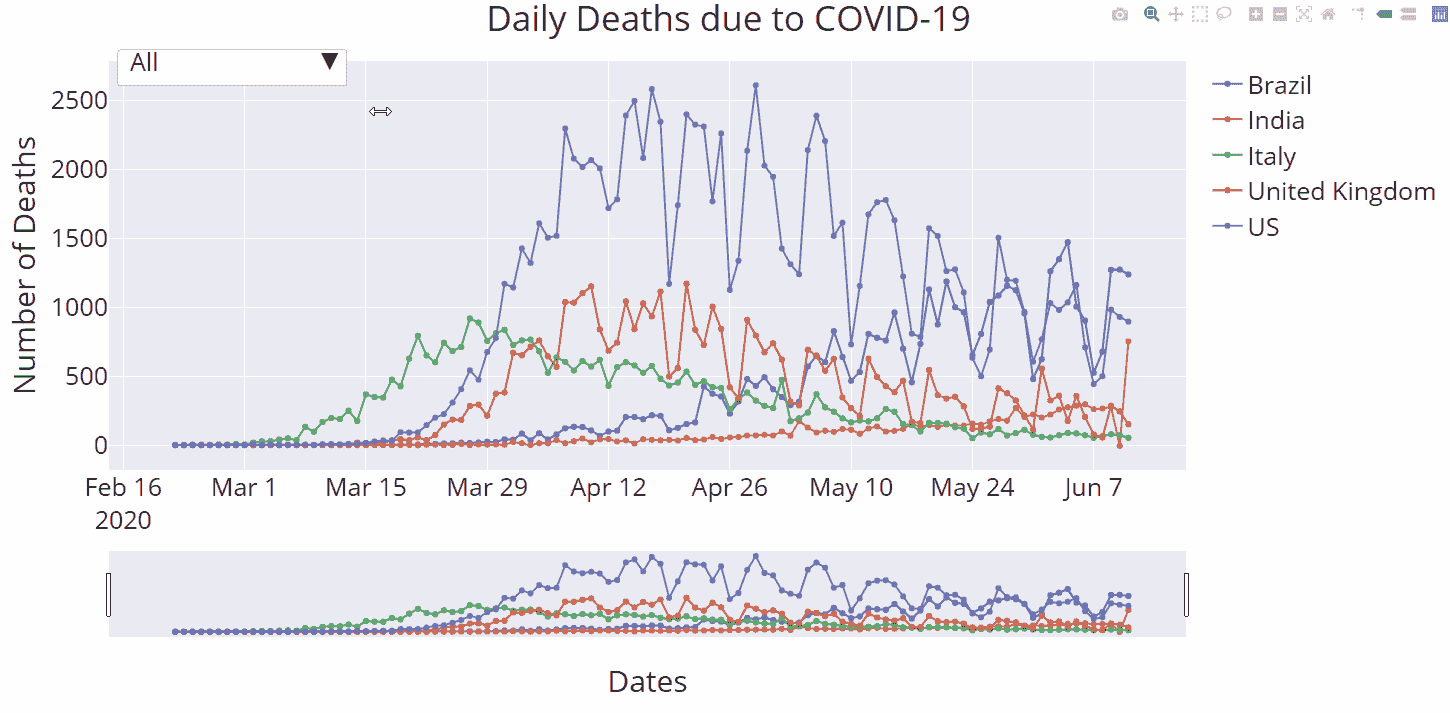 Daily Deaths due to COVID-19
All
Brazil
India
Italy
United Kingdom
US
Number of Deaths
2500
2000
1500
1000
500
0
Feb 16 Mar 1 Mar 15 Mar 29 Apr 12 Apr 26 May 10 May 24 Jun 7
2020
Dates